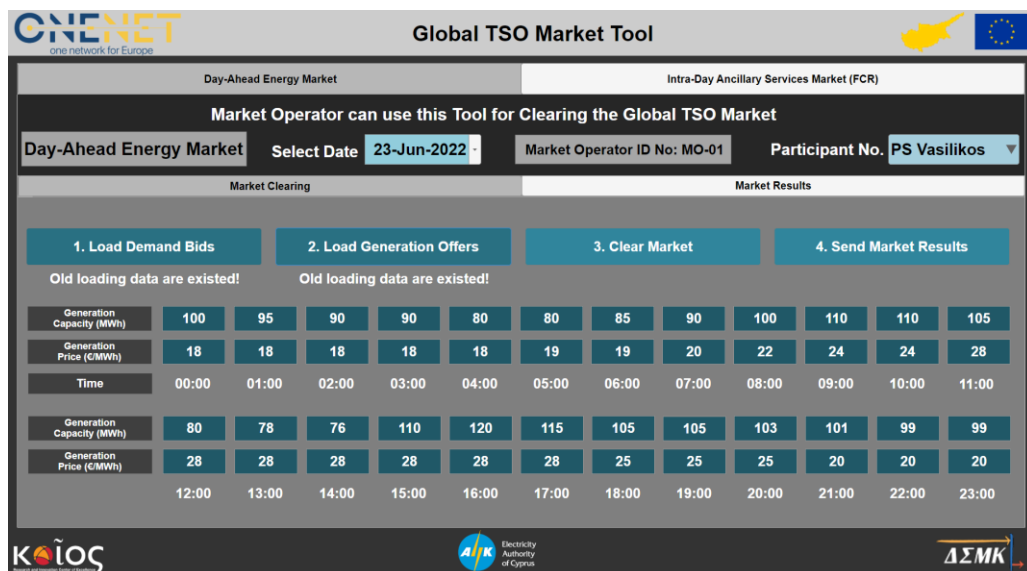 ONENET
one network for Europe
Global TSO Market Tool
Day-Ahead Energy Market Intra-Day Ancillary Services Market (FCR)
Market Operator can use this Tool for Clearing the Global TSO Market
Day-Ahead Energy Market Select Date 23-Jun-2022 Market Operator ID No: MO-01 Participant No. PS Vasilikos
Market Clearing Market Results
1. Load Demand Bids 2. Load Generation Offers 3. Clear Market 4. Send Market Results
Old loading data are existed! Old loading data are existed!
Generation
Capacity (MWh) 100 95 90 90 80 80 85 90 100 110 110 105
Generation
Price (€/MWh) 18 18 18 18 18 19 19 20 22 24 24 28
Time 00:00 01:00 02:00 03:00 04:00 05:00 06:00 07:00 08:00 09:00 10:00 11:00
Generation
Capacity (MWh) 80 78 76 110 120 115 105 105 103 101 99 99
Generation
Price (€/MWh) 28 28 28 28 28 28 25 25 25 20 20 20
12:00 13:00 14:00 15:00 16:00 17:00 18:00 19:00 20:00 21:00 22:00 23:00
κοῖος
Research and Innovation Center of Excellence
AHK
Electricity
Authority
of Cyprus
ΔΣΜΚ